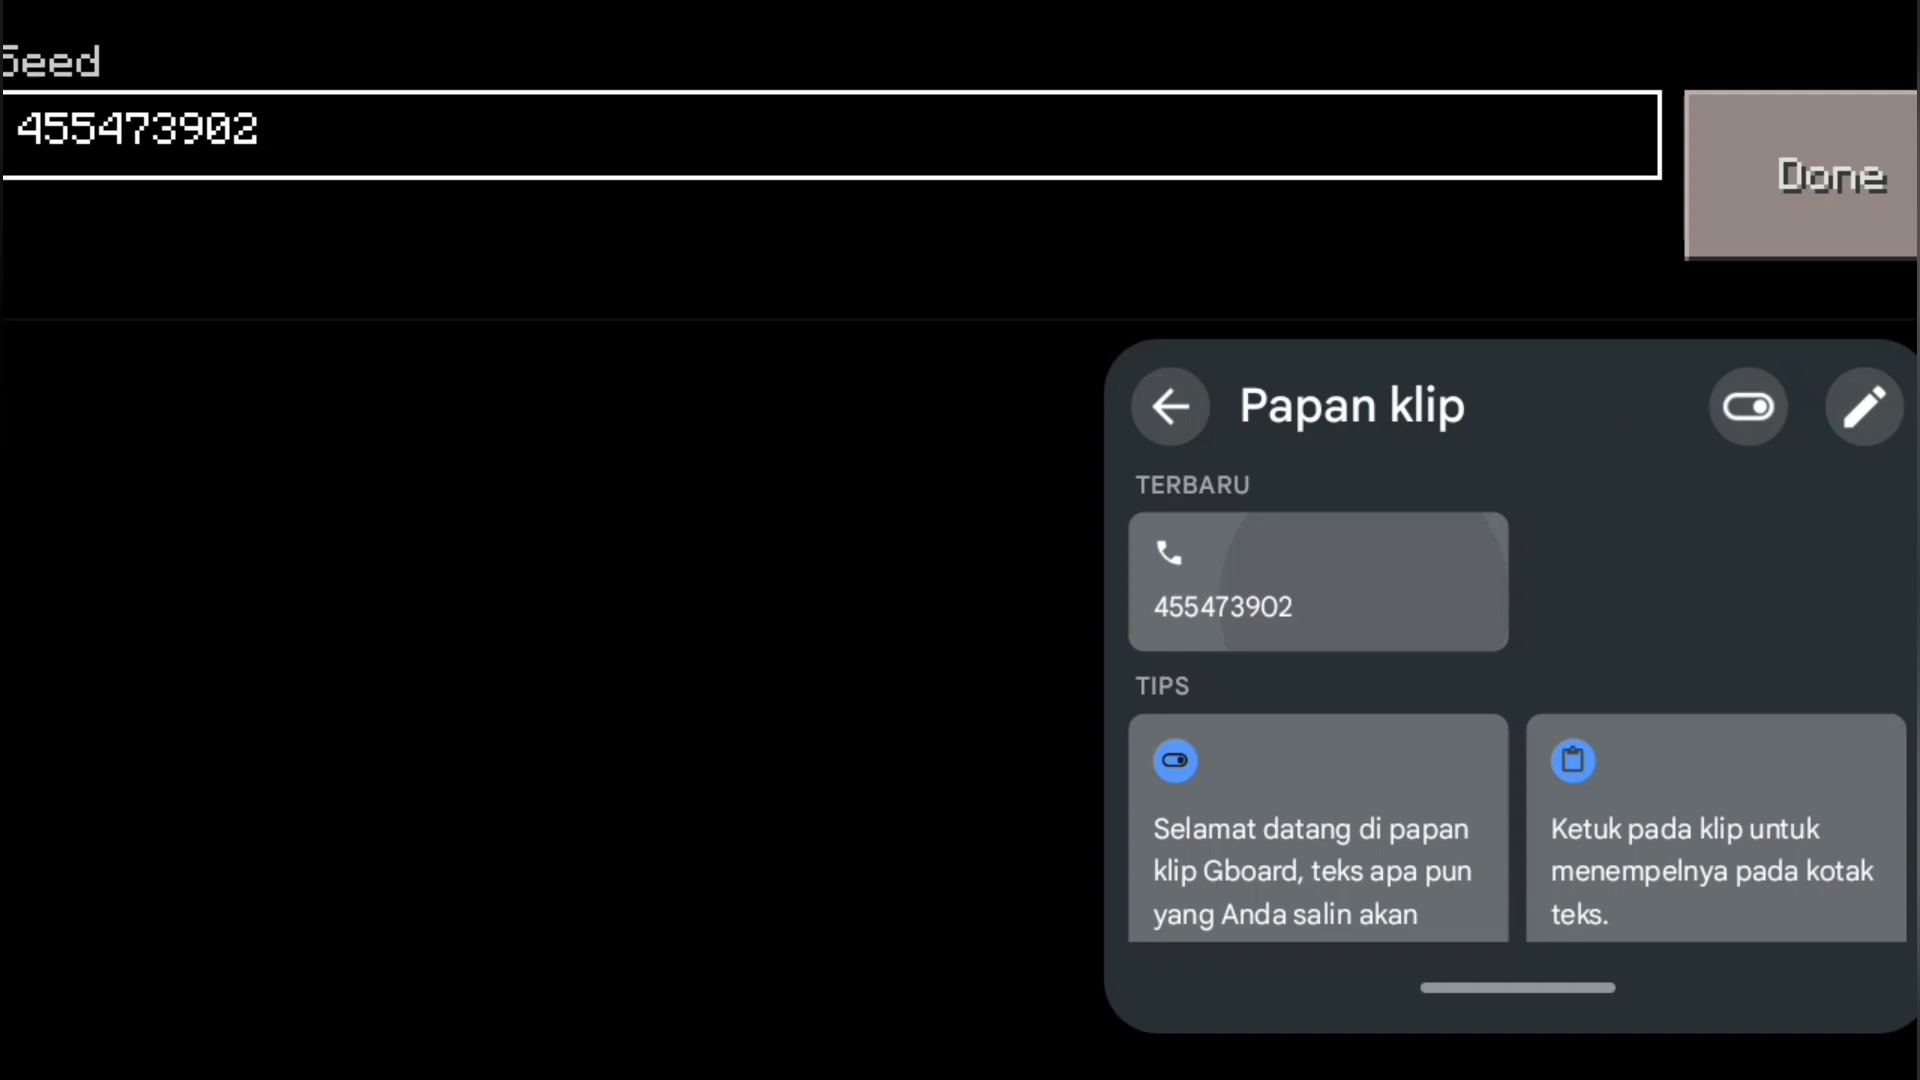 Seed
455473902
Done
Papan klip
TERBARU
455473902
TIPS
Selamat datang di papan
klip Gboard, teks apa pun
yang Anda salin akan
Ketuk pada klip untuk
menempelnya pada kotak
teks.